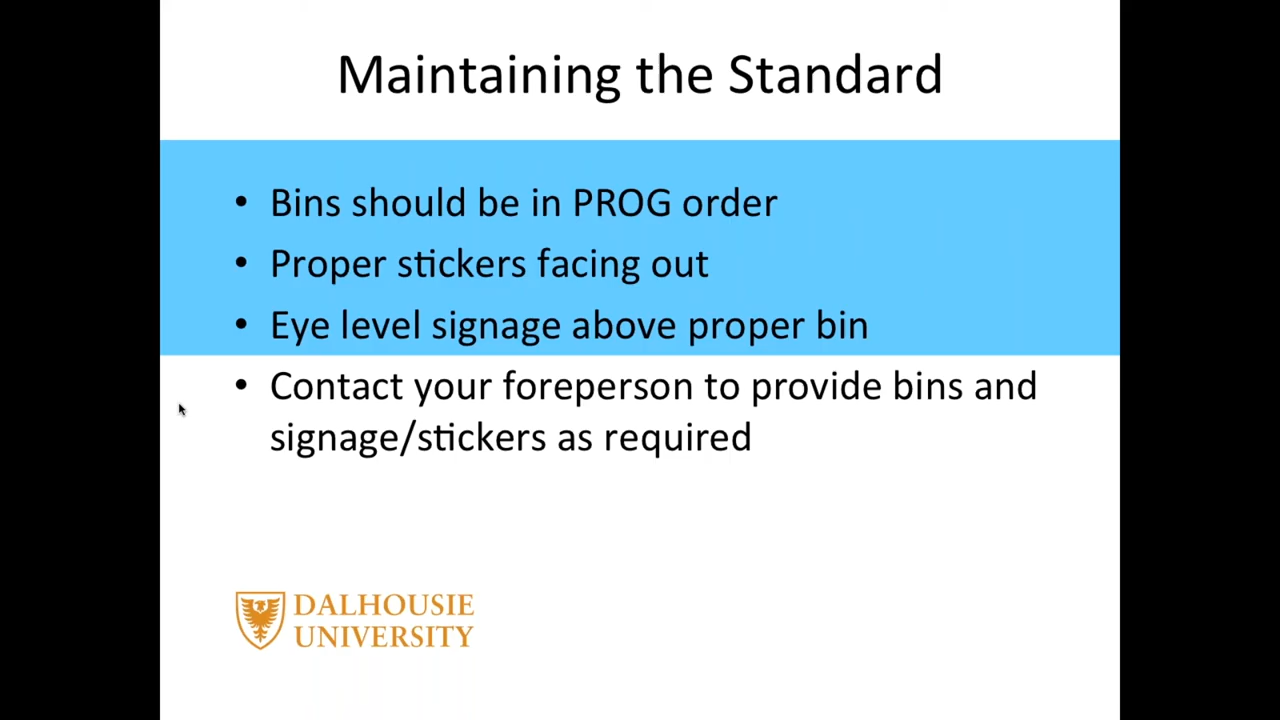 Maintaining the Standard
• Bins should be in PROG order
• Proper stickers facing out
• Eye level signage above proper bin
• Contact your foreperson to provide bins and
signage/stickers as required
DALHOUSIE
UNIVERSITY